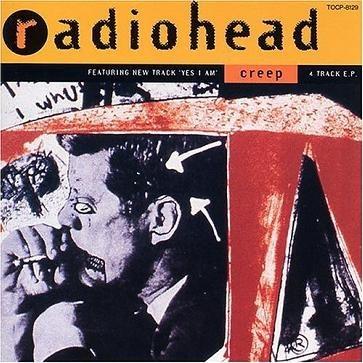 TOCP-8129
radiohead
FEATURING NEW TRACK 'YES I AM' creep 4 TRACK E.P.
I